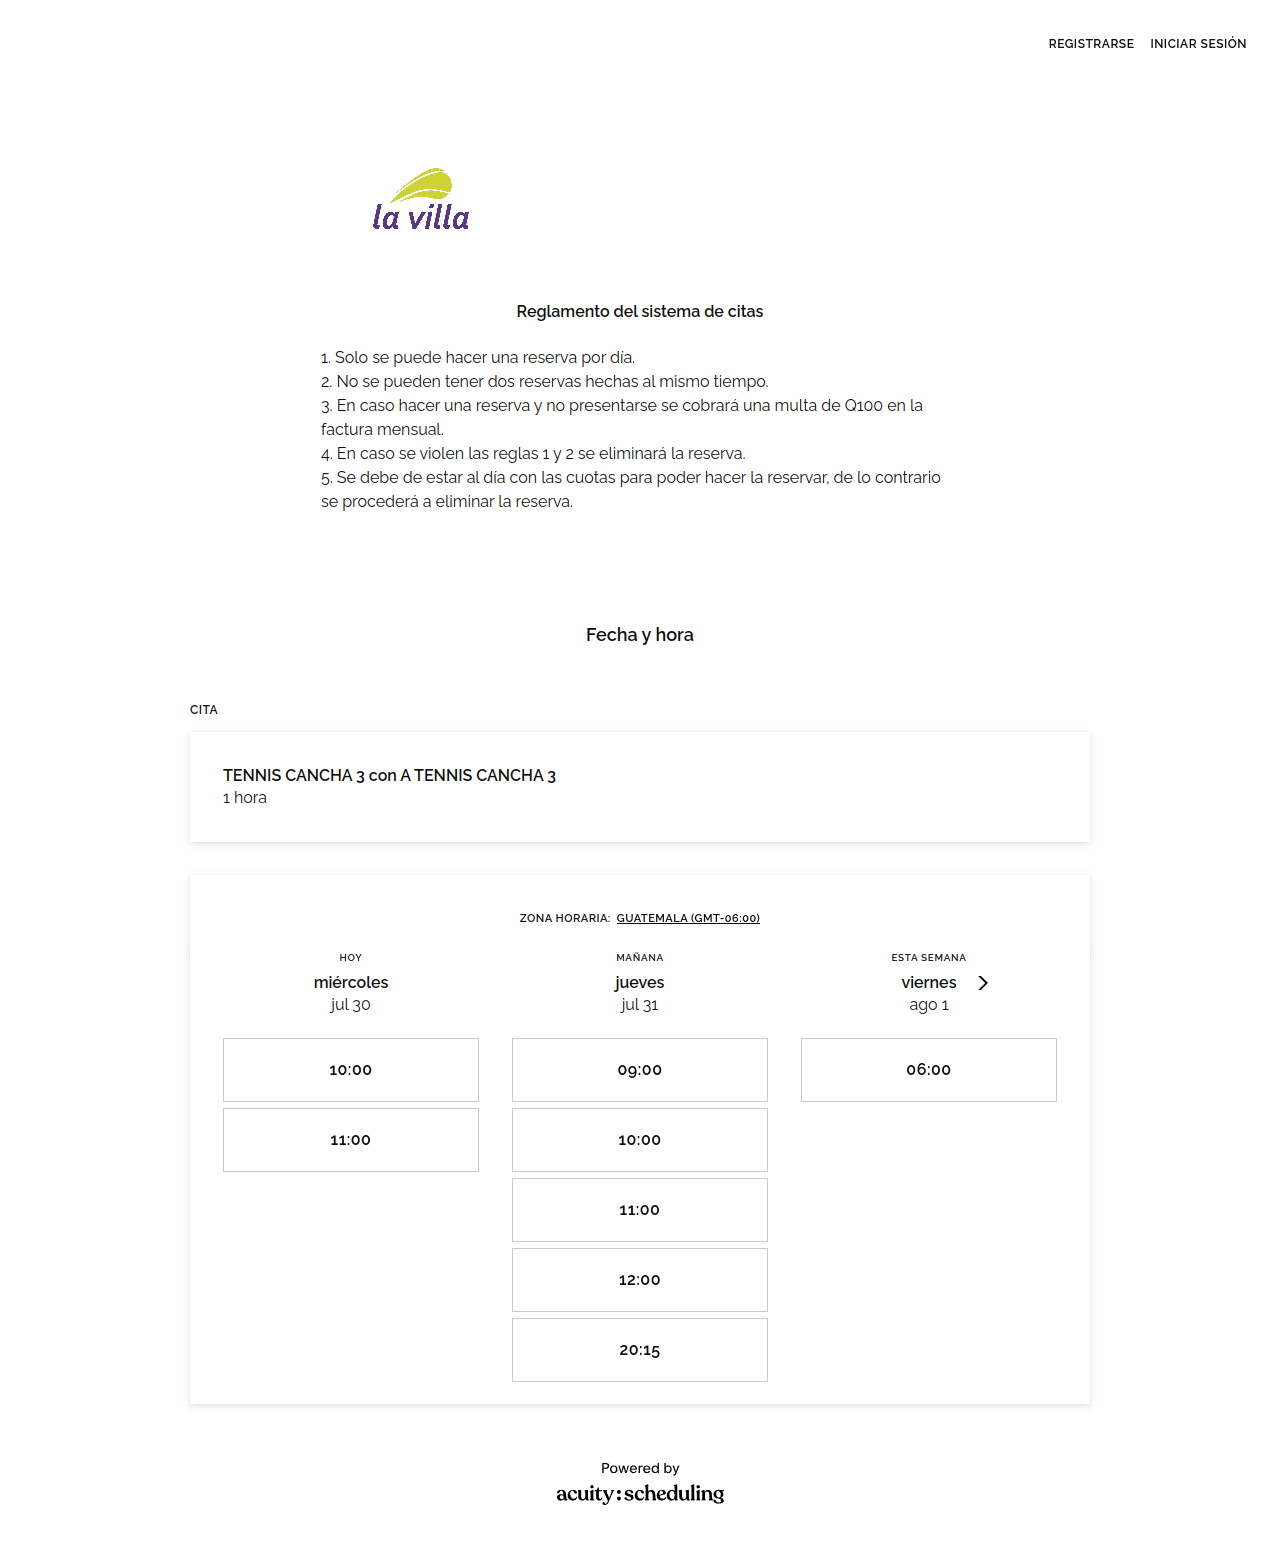 REGISTRARSE INICIAR SESIÓN
la villa
Reglamento del sistema de citas
1. Solo se puede hacer una reserva por día.
2. No se pueden tener dos reservas hechas al mismo tiempo.
3. En caso hacer una reserva y no presentarse se cobrará una multa de Q100 en la
factura mensual.
4. En caso se violen las reglas 1 y 2 se eliminará la reserva.
5. Se debe de estar al día con las cuotas para poder hacer la reservar, de lo contrario
se procederá a eliminar la reserva.
Fecha y hora
CITA
TENNIS CANCHA 3 con A TENNIS CANCHA 3
1 hora
ZONA HORARIA: GUATEMALA (GMT-06:00)
HOY
miércoles
jul 30
10:00
11:00
MAÑANA
jueves
jul 31
09:00
10:00
11:00
12:00
20:15
ESTA SEMANA
viernes
ago 1
06:00
Powered by
acuity:scheduling